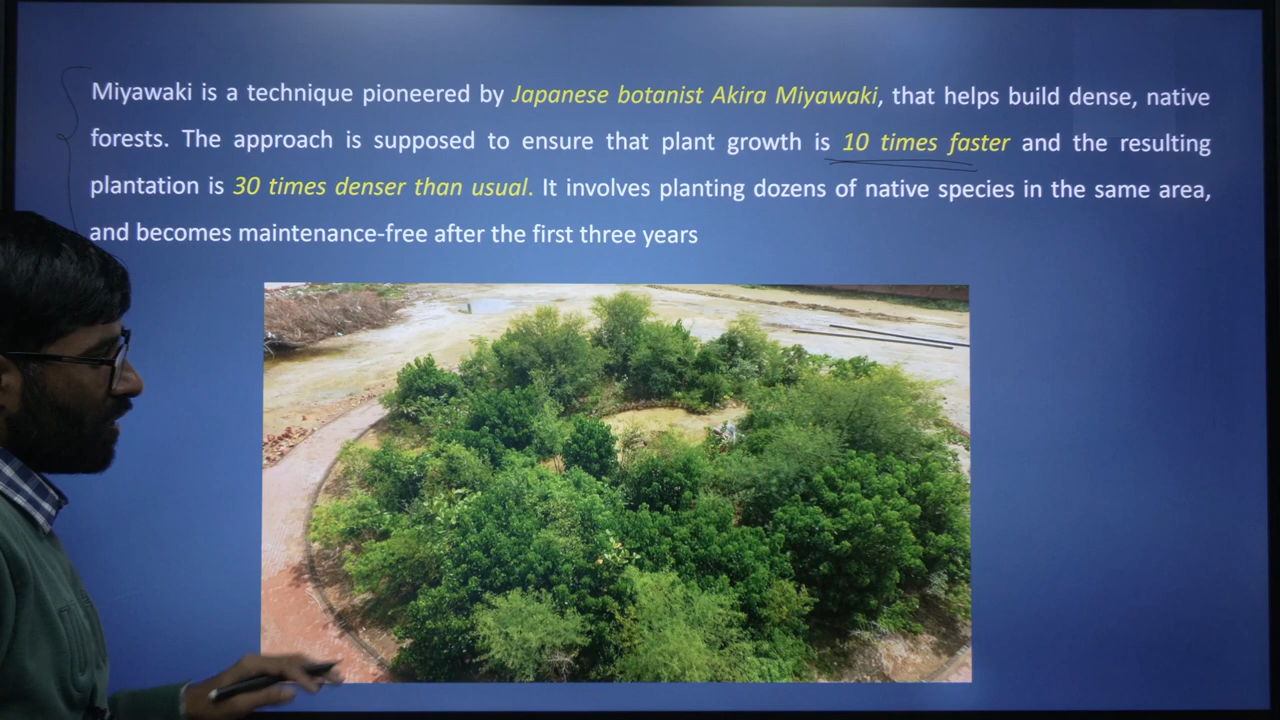 Miyawaki is a technique pioneered by Japanese botanist Akira Miyawaki, that helps build dense, native
forests. The approach is supposed to ensure that plant growth is 10 times faster and the resulting
plantation is 30 times denser than usual. It involves planting dozens of native species in the same area,
and becomes maintenance-free after the first three years